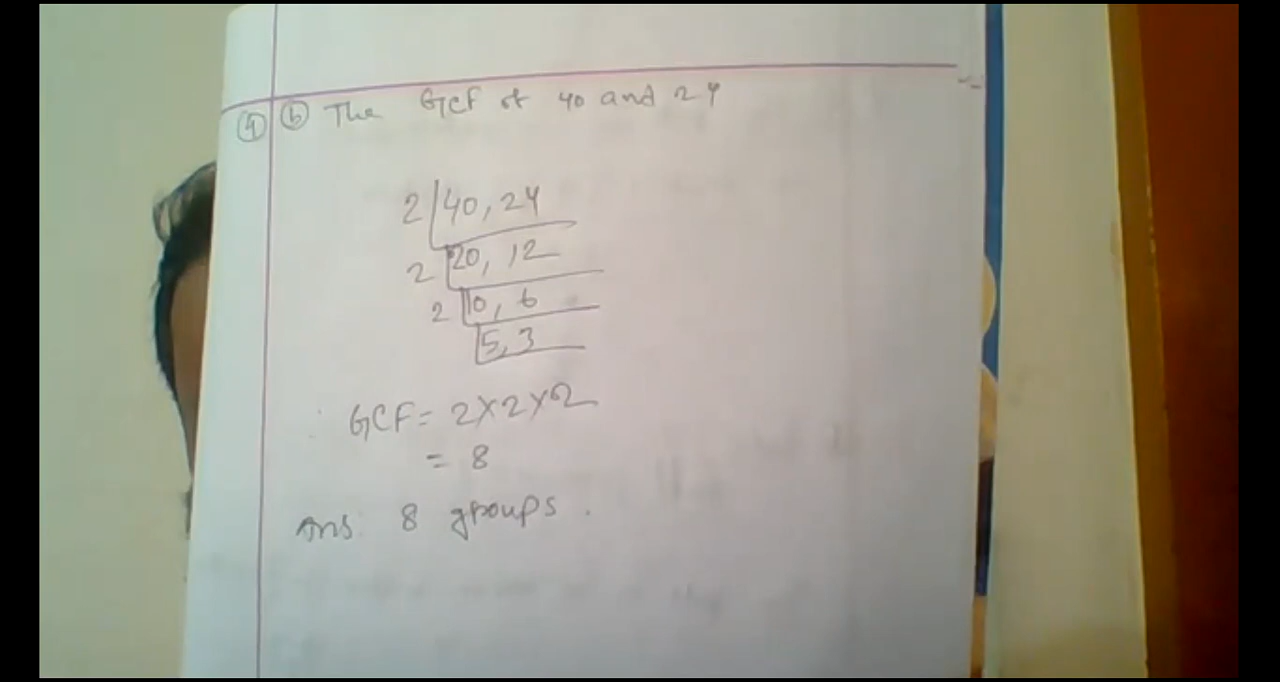 ④ ⓑ The GCF of 40 and 24
2 40, 24
2 20, 12
2 10, 6
5, 3
GCF = 2×2×2
= 8
Ans. 8 groups.